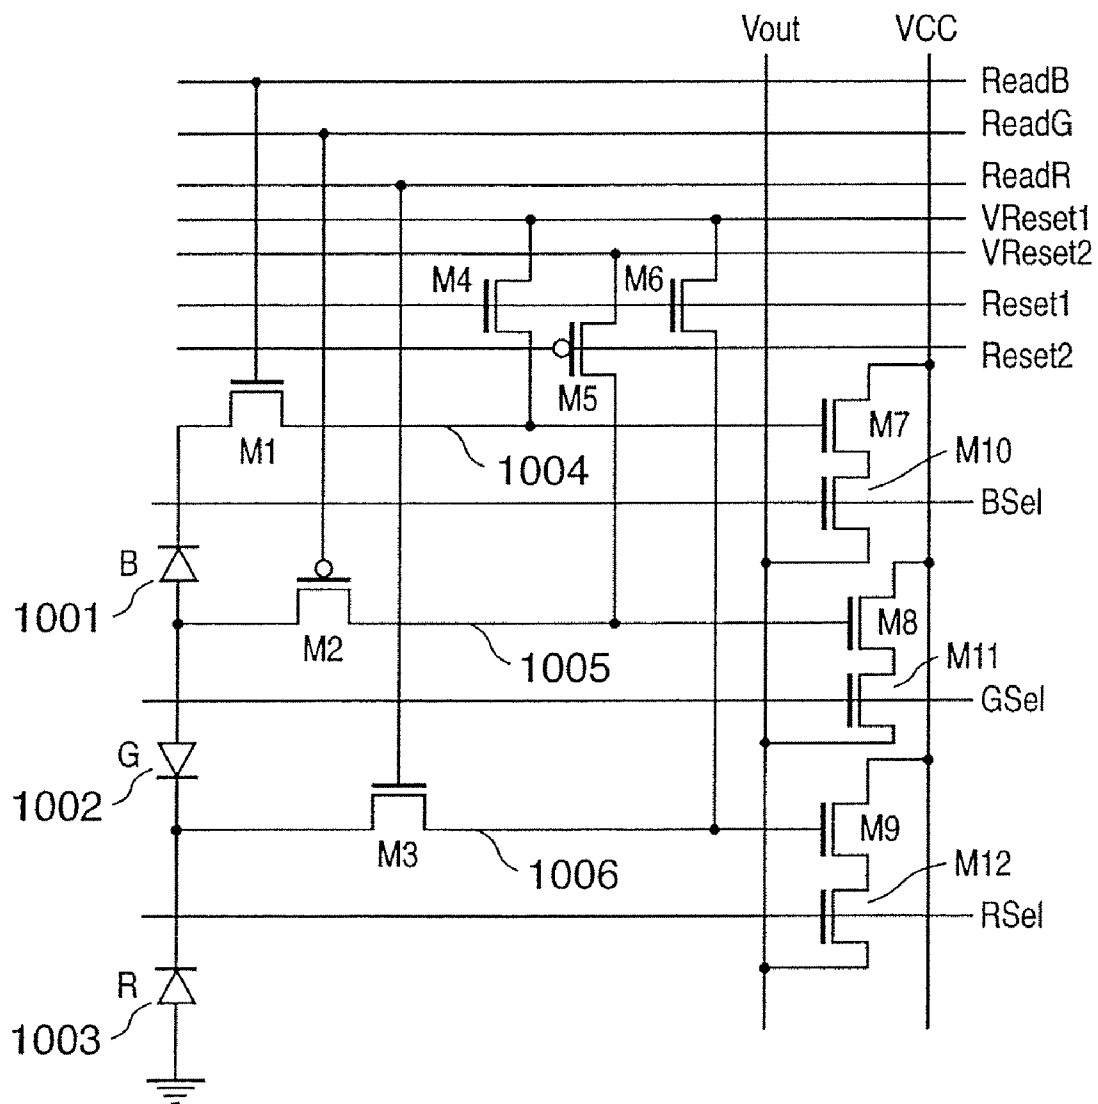 Vout VCC
ReadB
ReadG
ReadR
VReset1
VReset2
M4 M6
Reset1
Reset2
M5
M7
M1
1004
M10
BSel
B
1001
M8
M2
1005
M11
GSel
G
1002
M9
M3
1006
M12
RSel
R
1003